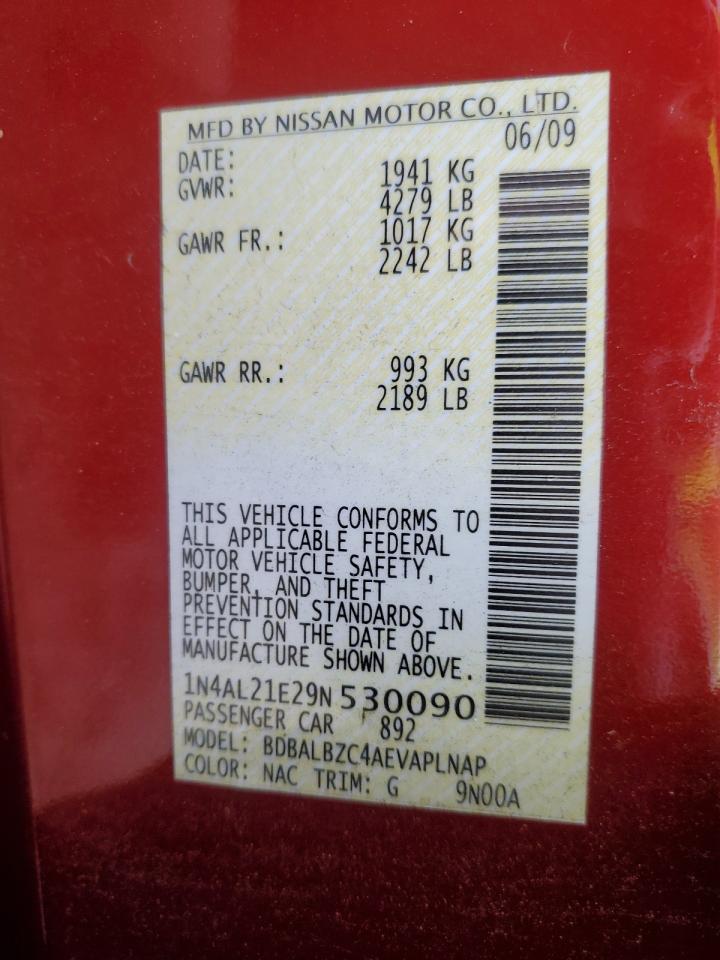 MFD BY NISSAN MOTOR CO., LTD.
DATE: 06/09
GVWR: 1941 KG
4279 LB
GAWR FR.: 1017 KG
2242 LB
GAWR RR.: 993 KG
2189 LB
THIS VEHICLE CONFORMS TO
ALL APPLICABLE FEDERAL
MOTOR VEHICLE SAFETY,
BUMPER, AND THEFT
PREVENTION STANDARDS IN
EFFECT ON THE DATE OF
MANUFACTURE SHOWN ABOVE.
1N4AL21E29N530090
PASSENGER CAR 892
MODEL: BDBALBZC4AEVAPLNAP
COLOR: NAC TRIM: G 9N00A